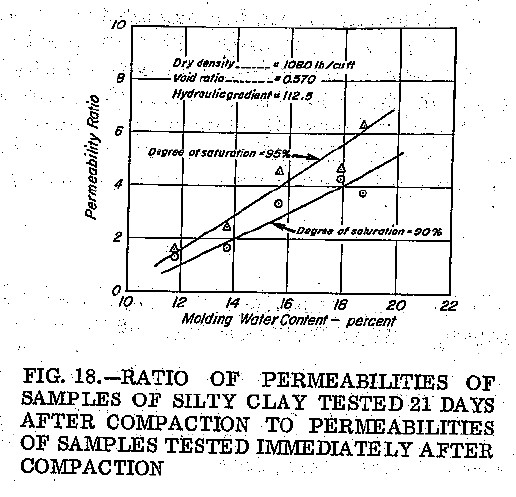 10
8
6
4
2
0
Permeability Ratio
Dry density = 108.0 lb/cu ft
Void ratio = 0.570
Hydraulic gradient = 112.5
Degree of saturation = 95%
Degree of saturation = 90%
10 12 14 16 18 20 22
Molding Water Content - percent
FIG. 18.—RATIO OF PERMEABILITIES OF
SAMPLES OF SILTY CLAY TESTED 21 DAYS
AFTER COMPACTION TO PERMEABILITIES
OF SAMPLES TESTED IMMEDIATELY AFTER
COMPACTION